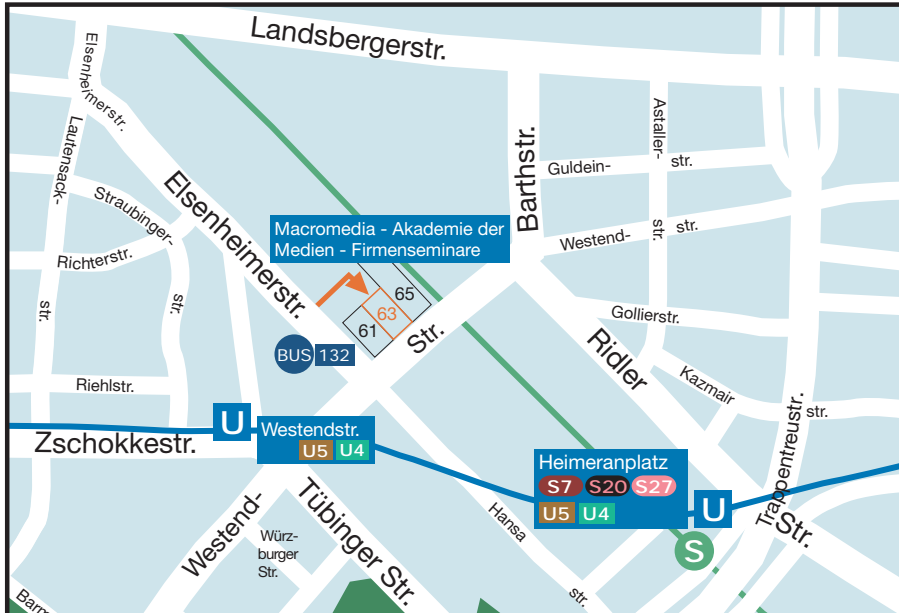 Landsbergerstr.
Elsenheimerstr.
Lautensack-
str.
Straubinger-
str.
Richterstr.
Riehlstr.
Elsenheimerstr.
Macromedia - Akademie der
Medien - Firmenseminare
65
63
61
BUS 132
Barthstr.
Astaller-
str.
Guldein-
str.
Westend-
str.
Gollierstr.
Kazmair
str.
Ridler
Str.
Trappentreustr.
Str.
U
Westendstr.
U5 U4
Zschokkestr.
Heimeranplatz
S7 S20 S27
U5 U4
U
S
Hansa
str.
Westend-
Tübinger Str.
Würz-
burger
Str.
Barm